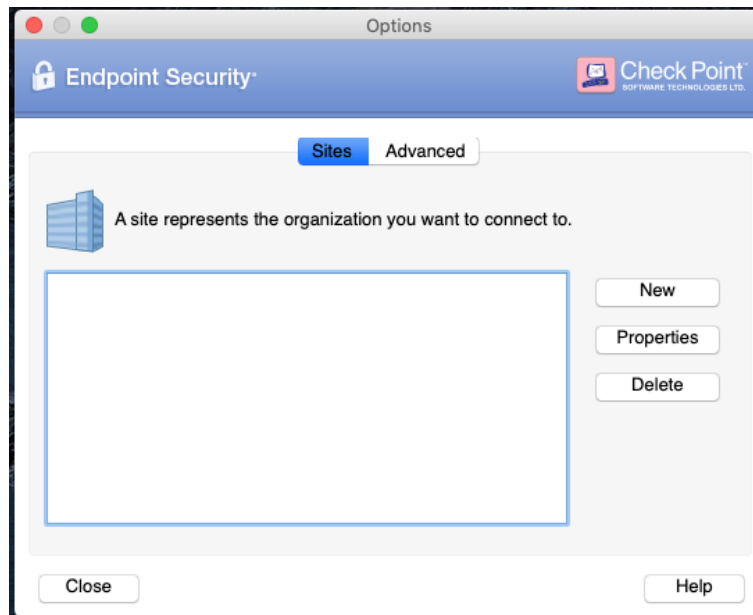 Options
Endpoint Security
Check Point
SOFTWARE TECHNOLOGIES LTD.
Sites
Advanced
A site represents the organization you want to connect to.
New
Properties
Delete
Close
Help